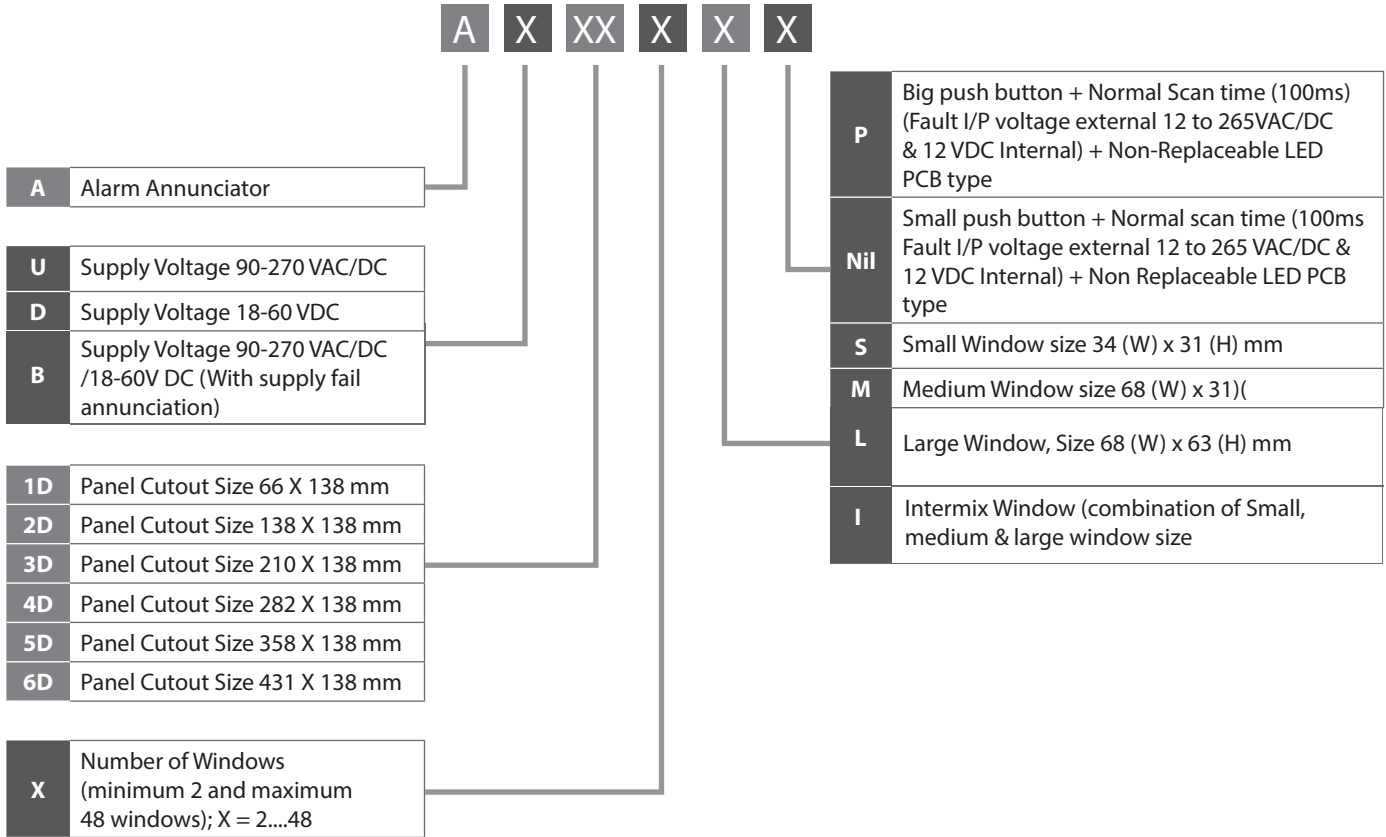 A X XX X X X
A Alarm Annunciator
U Supply Voltage 90-270 VAC/DC
D Supply Voltage 18-60 VDC
B Supply Voltage 90-270 VAC/DC
/18-60V DC (With supply fail
annunciation)
1D Panel Cutout Size 66 X 138 mm
2D Panel Cutout Size 138 X 138 mm
3D Panel Cutout Size 210 X 138 mm
4D Panel Cutout Size 282 X 138 mm
5D Panel Cutout Size 358 X 138 mm
6D Panel Cutout Size 431 X 138 mm
X Number of Windows
(minimum 2 and maximum
48 windows); X = 2....48
P Big push button + Normal Scan time (100ms)
(Fault I/P voltage external 12 to 265VAC/DC
& 12 VDC Internal) + Non-Replaceable LED
PCB type
Nil Small push button + Normal scan time (100ms
Fault I/P voltage external 12 to 265 VAC/DC &
12 VDC Internal) + Non Replaceable LED PCB
type
S Small Window size 34 (W) x 31 (H) mm
M Medium Window size 68 (W) x 31)(
L Large Window, Size 68 (W) x 63 (H) mm
I Intermix Window (combination of Small,
medium & large window size